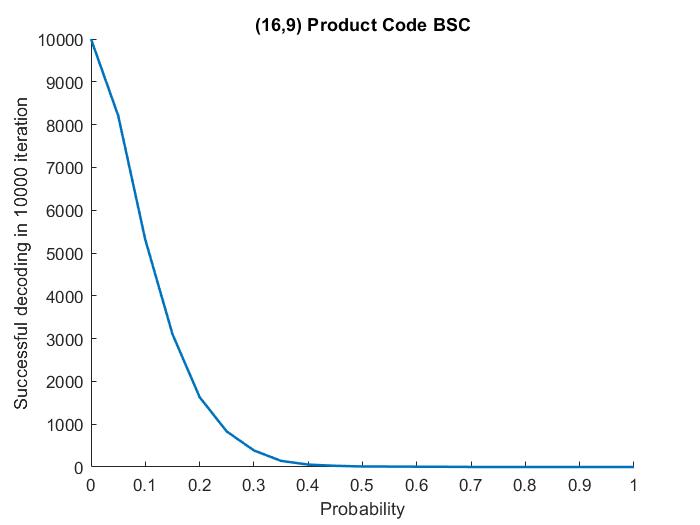 (16,9) Product Code BSC
10000
9000
8000
7000
6000
5000
4000
3000
2000
1000
0
Successful decoding in 10000 iteration
0 0.1 0.2 0.3 0.4 0.5 0.6 0.7 0.8 0.9 1
Probability